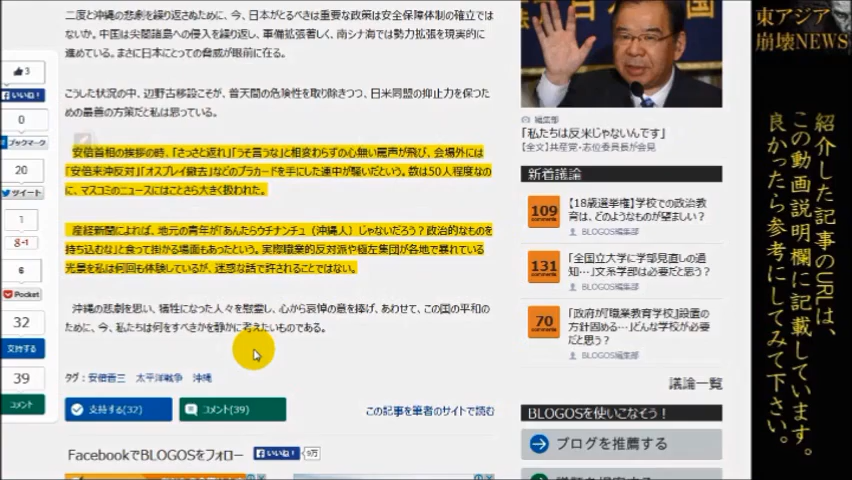 二度と沖縄の悲劇を繰り返さぬために、今、日本がとるべきは重要な政策は安全保障体制の確立では
ないか。中国は尖閣諸島への侵入を繰り返し、軍備拡張著しく、南シナ海では勢力拡張を現実的に
進めている。まさに日本にとっての脅威が眼前に在る。
こうした状況の中、辺野古移設こそが、普天間の危険性を取り除きつつ、日米同盟の抑止力を保つた
めの最善の方策だと私は思っている。
安倍首相の挨拶の時、「さっさと返れ」「うそ言うな」と相変わらずの心無い罵声が飛び、会場外には
「安倍来沖反対」「オスプレイ撤去」などのプラカードを手にした連中が騒いだという。数は50人程度なの
に、マスコミのニュースにはことさら大きく扱われた。
産経新聞によれば、地元の青年が「あんたらウチナンチュ（沖縄人）じゃないだろう？政治的なものを
持ち込むな」と食って掛かる場面もあったという。実際職業的反対派や極左集団が各地で暴れている
光景を私は何回も体験しているが、迷惑な話で許されることではない。
沖縄の悲劇を思い、犠牲になった人々を慰霊し、心から哀悼の意を捧げ、あわせて、この国の平和の
ために、今、私たちは何をすべきかを静かに考えたいものである。
タグ： 安倍晋三 太平洋戦争 沖縄
支持する(32)
コメント(39)
この記事を筆者のサイトで読む
FacebookでBLOGOSをフォロー
いいね！
9万
3
いいね！
0
ブックマーク
20
ツイート
1
g+1
6
Pocket
32
支持する
39
コメント
編集部
「私たちは反米じゃないんです」
【全文】共産党・志位委員長が会見
新着議論
109
comments
【18歳選挙権】学校での政治教
育は、どのようなものが望ましい？
BLOGOS編集部
131
comments
「全国立大に学部見直しの通
知…」文系学部は必要だと思う？
BLOGOS編集部
70
comments
「政府が『職業教育学校』設置の
方針固める…」どんな学校が必要
だと思う？
BLOGOS編集部
議論一覧
BLOGOSを使いこなそう！
ブログを推薦する
東アジア
崩壊NEWS
紹介した記事のURLは、
この動画説明欄に記載しています。
良かったら参考にしてみて下さい。